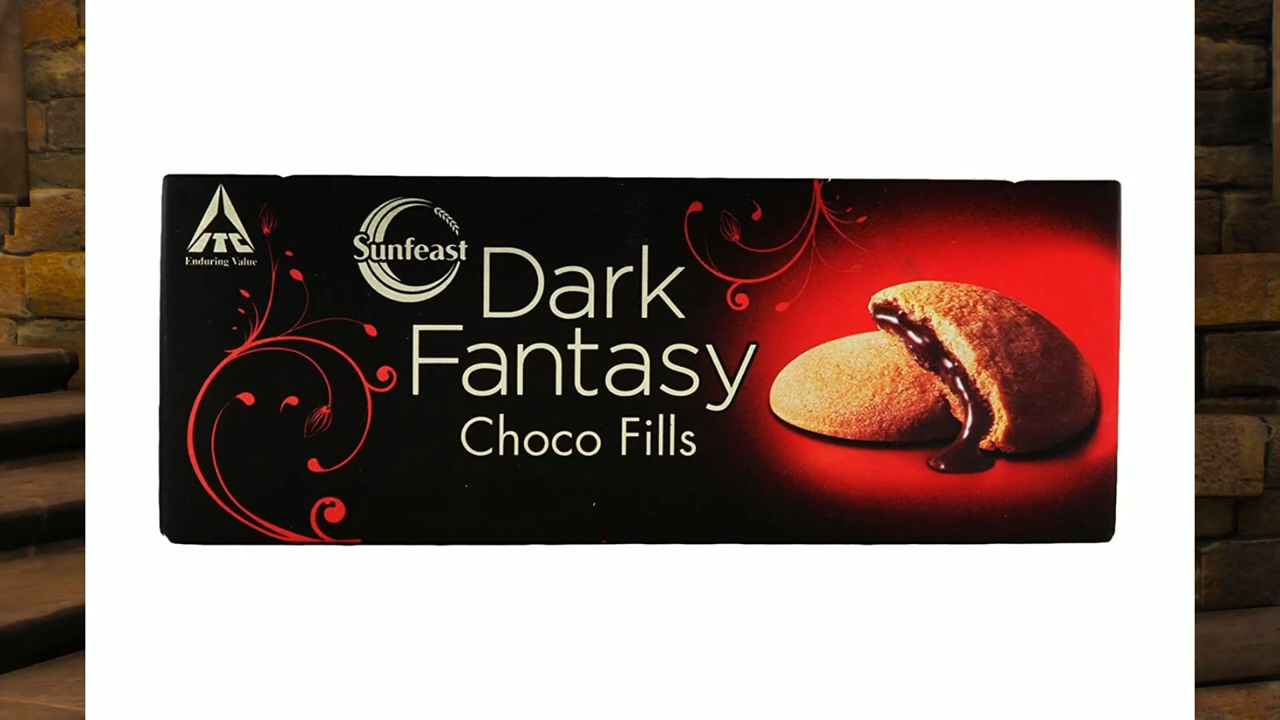 ITC
Enduring Value
Sunfeast
Dark
Fantasy
Choco Fills